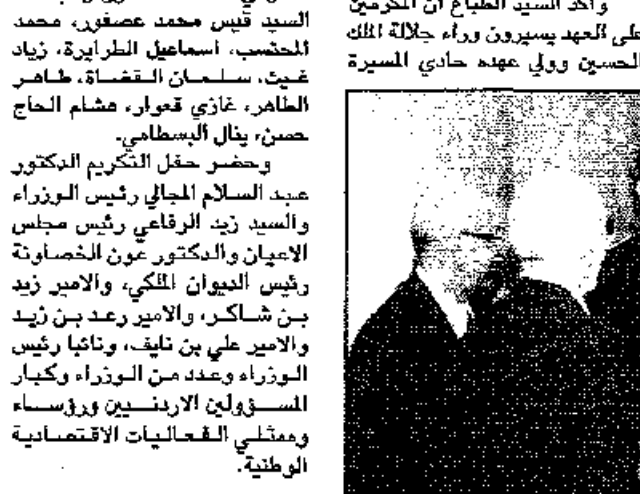 وأكد السيد الطباع أن المكرمين
على العهد يسيرون وراء جلالة الملك
الحسين وولي عهده حادي المسيرة
السيد قيس محمد عصفور، محمد
المحتسب، اسماعيل الطرايرة، زياد
غيث، سلمان القضاة، طاهر
الطاهر، غازي قعوار، هشام الحاج
حسن، ينال البسطامي.
وحضر حفل التكريم الدكتور
عبد السلام المجالي رئيس الوزراء
والسيد زيد الرفاعي رئيس مجلس
الاعيان والدكتور عون الخصاونة
رئيس الديوان الملكي، والامير زيد
بن شاكر، والامير رعد بن زيد
والامير علي بن نايف، ونائبا رئيس
الوزراء وعدد من الوزراء وكبار
المسؤولين الاردنيين ورؤساء
وممثلي الفعاليات الاقتصادية
الوطنية.